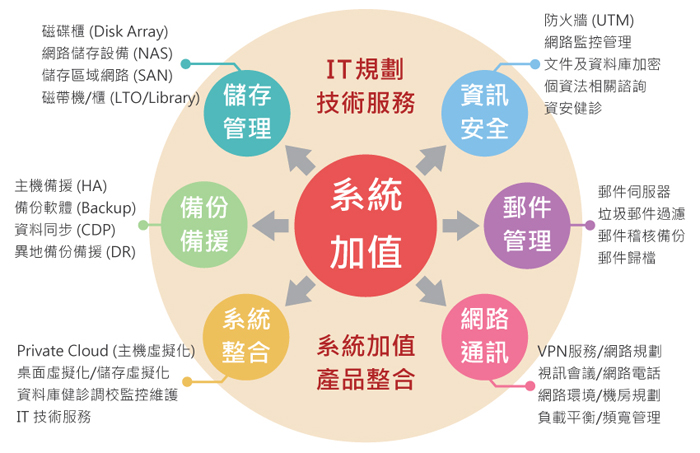 磁碟櫃 (Disk Array)
網路儲存設備 (NAS)
儲存區域網路 (SAN)
磁帶機/櫃 (LTO/Library)
儲存
管理
IT規劃
技術服務
防火牆 (UTM)
網路監控管理
文件及資料庫加密
個資法相關諮詢
資安健診
資訊
安全
主機備援 (HA)
備份軟體 (Backup)
資料同步 (CDP)
異地備份備援 (DR)
備份
備援
系統
加值
郵件
管理
郵件伺服器
垃圾郵件過濾
郵件稽核備份
郵件歸檔
Private Cloud (主機虛擬化)
桌面虛擬化/儲存虛擬化
資料庫健診調校監控維護
IT 技術服務
系統
整合
系統加值
產品整合
網路
通訊
VPN服務/網路規劃
視訊會議/網路電話
網路環境/機房規劃
負載平衡/頻寬管理